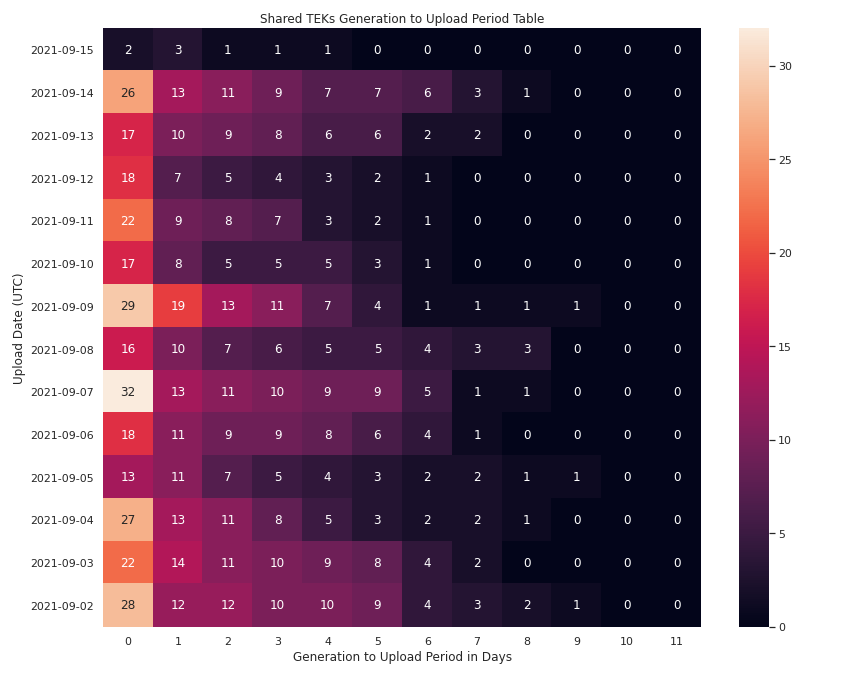 Shared TEKs Generation to Upload Period Table
Upload Date (UTC)
2021-09-15 2 3 1 1 1 0 0 0 0 0 0 0
2021-09-14 26 13 11 9 7 7 6 3 1 0 0 0
2021-09-13 17 10 9 8 6 6 2 2 0 0 0 0
2021-09-12 18 7 5 4 3 2 1 0 0 0 0 0
2021-09-11 22 9 8 7 3 2 1 0 0 0 0 0
2021-09-10 17 8 5 5 5 3 1 0 0 0 0 0
2021-09-09 29 19 13 11 7 4 1 1 1 1 0 0
2021-09-08 16 10 7 6 5 5 4 3 3 0 0 0
2021-09-07 32 13 11 10 9 9 5 1 1 0 0 0
2021-09-06 18 11 9 9 8 6 4 1 0 0 0 0
2021-09-05 13 11 7 5 4 3 2 2 1 1 0 0
2021-09-04 27 13 11 8 5 3 2 2 1 0 0 0
2021-09-03 22 14 11 10 9 8 4 2 0 0 0 0
2021-09-02 28 12 12 10 10 9 4 3 2 1 0 0
0 1 2 3 4 5 6 7 8 9 10 11
Generation to Upload Period in Days
30
25
20
15
10
5
0